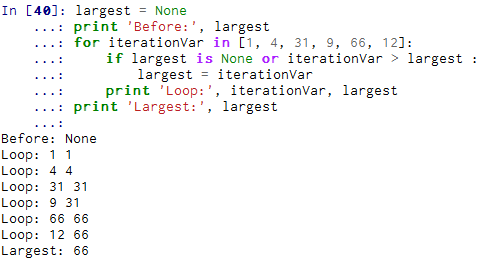 In [40]: largest = None
    ...: print 'Before:', largest
    ...: for iterationVar in [1, 4, 31, 9, 66, 12]:
    ...:     if largest is None or iterationVar > largest :
    ...:         largest = iterationVar
    ...:     print 'Loop:', iterationVar, largest
    ...: print 'Largest:', largest
    ...:
Before: None
Loop: 1 1
Loop: 4 4
Loop: 31 31
Loop: 9 31
Loop: 66 66
Loop: 12 66
Largest: 66